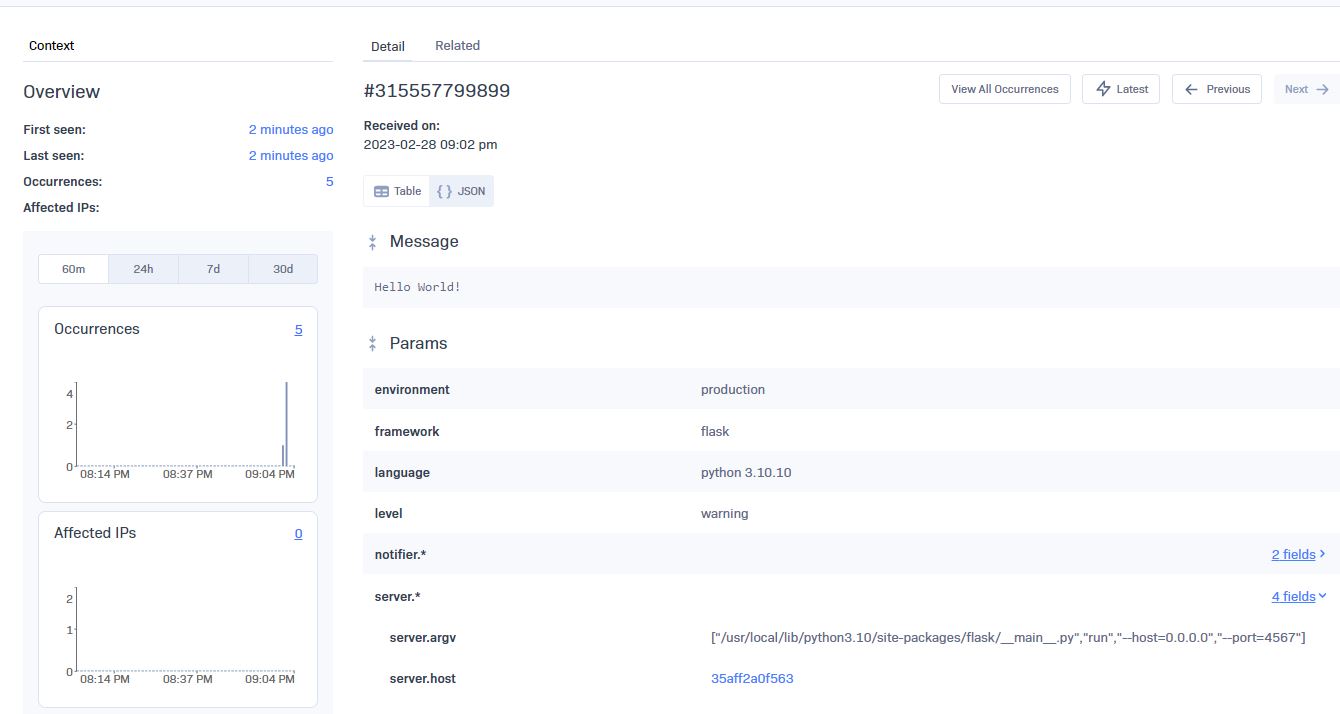 Context
Overview
First seen: 2 minutes ago
Last seen: 2 minutes ago
Occurrences: 5
Affected IPs:
60m 24h 7d 30d
Occurrences 5
4
2
0
08:14 PM 08:37 PM 09:04 PM
Affected IPs 0
2
1
0
08:14 PM 08:37 PM 09:04 PM
Detail Related
#315557799899
View All Occurrences Latest Previous Next
Received on:
2023-02-28 09:02 pm
Table { } JSON
Message
Hello World!
Params
environment production
framework flask
language python 3.10.10
level warning
notifier.* 2 fields
server.* 4 fields
server.argv ["/usr/local/lib/python3.10/site-packages/flask/__main__.py","run","--host=0.0.0.0","--port=4567"]
server.host 35aff2a0f563